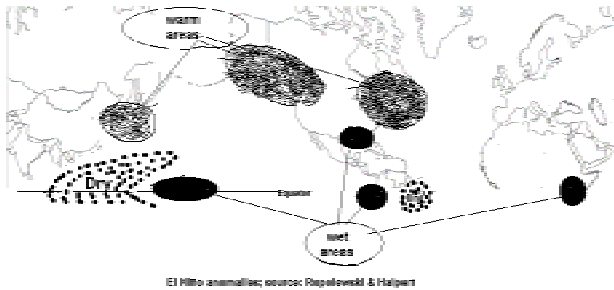 warm
areas
Dry
Equator
wet
areas
El Niño anomalies; source: Ropelewski & Halpert